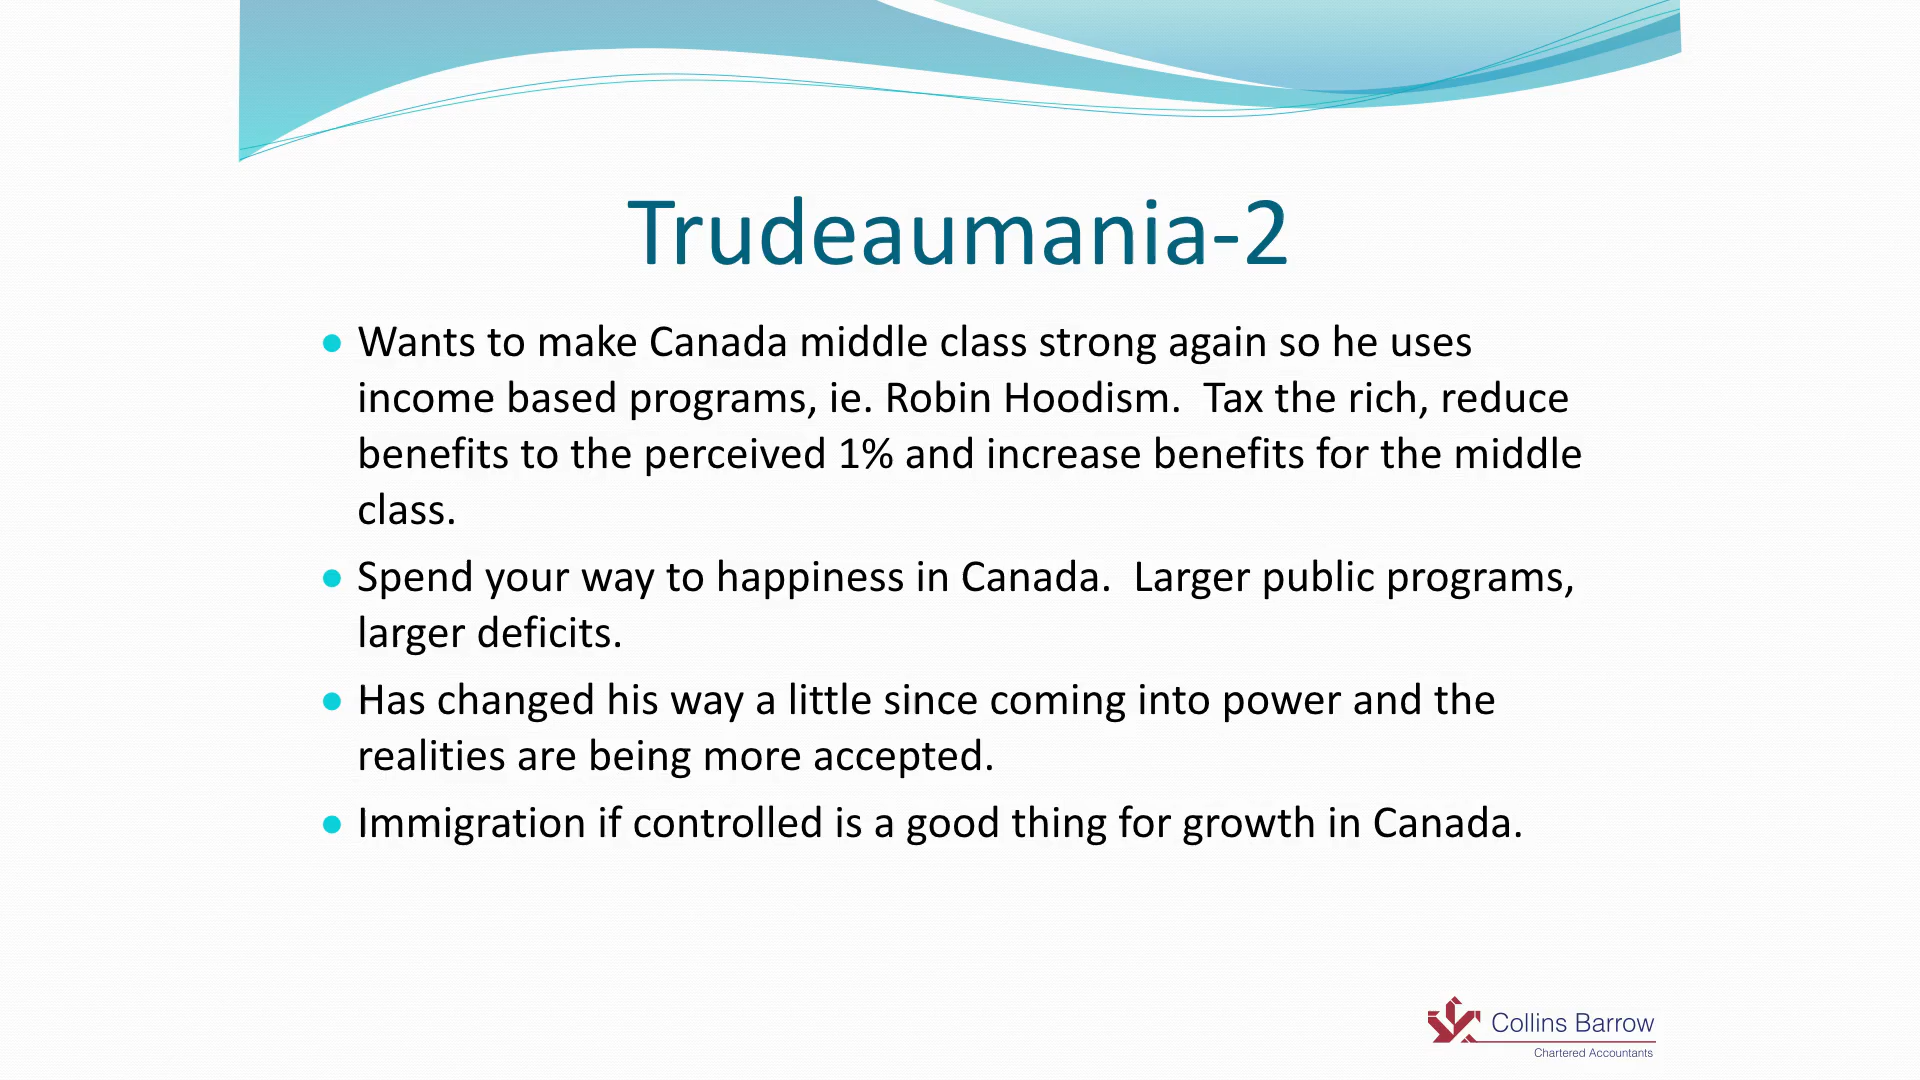 Trudeaumania-2
Wants to make Canada middle class strong again so he uses
income based programs, ie. Robin Hoodism.  Tax the rich, reduce
benefits to the perceived 1% and increase benefits for the middle
class.
Spend your way to happiness in Canada.  Larger public programs,
larger deficits.
Has changed his way a little since coming into power and the
realities are being more accepted.
Immigration if controlled is a good thing for growth in Canada.
Collins Barrow
Chartered Accountants